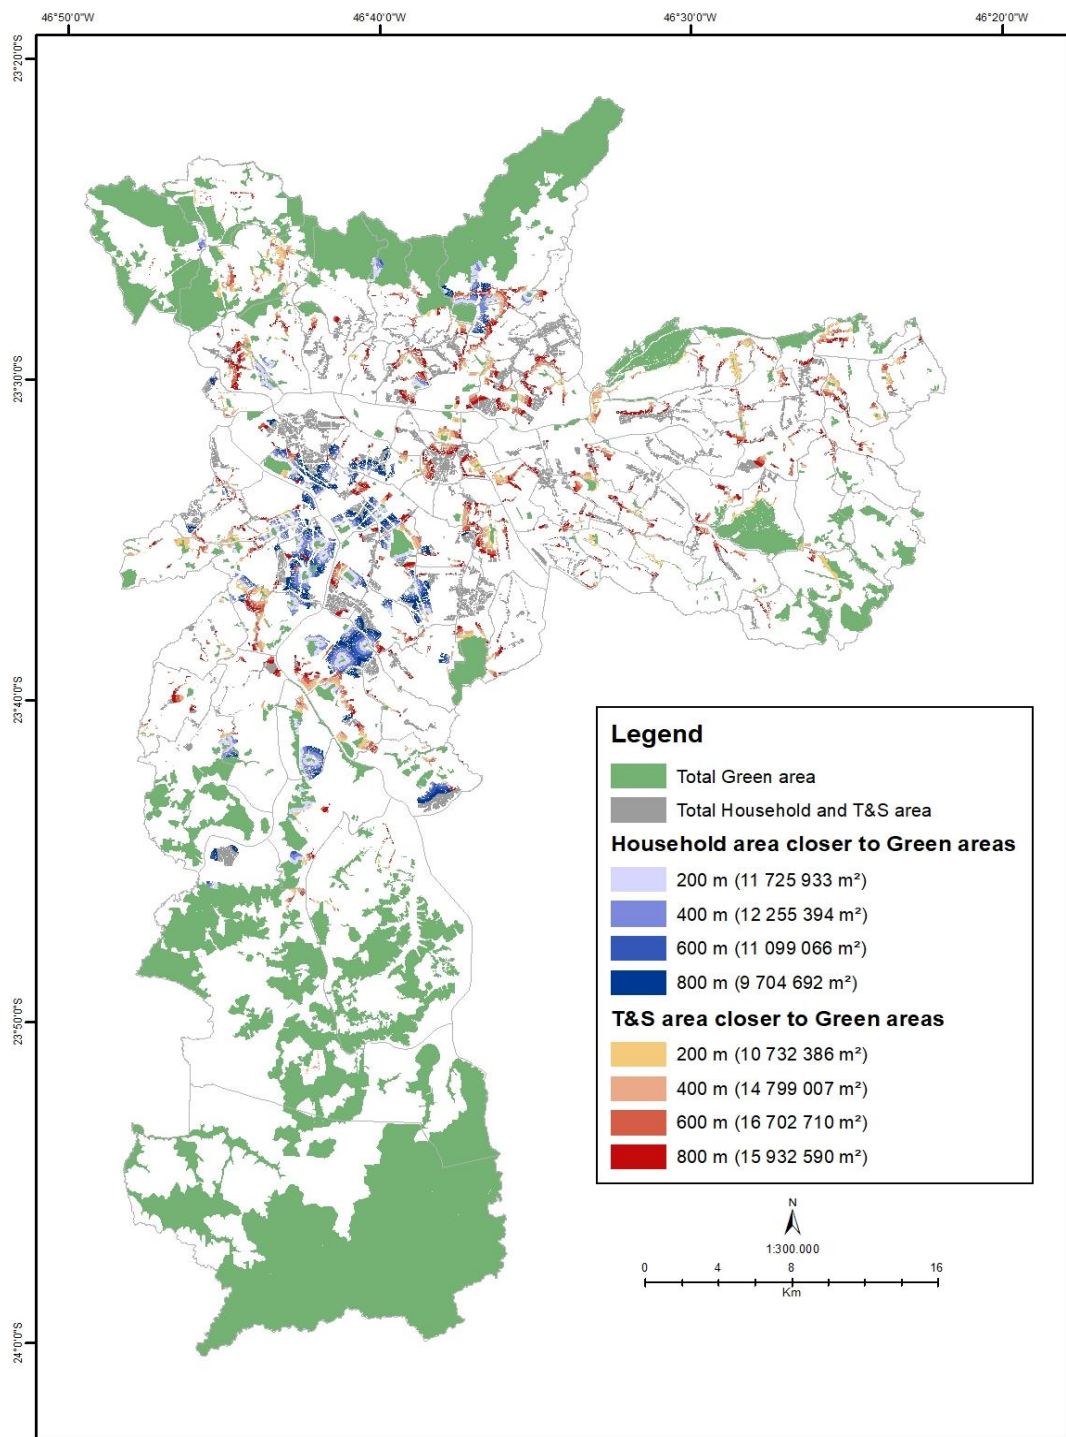 46°50'0"W 46°40'0"W 46°30'0"W 46°20'0"W
23°20'0"S
23°30'0"S
23°40'0"S
23°50'0"S
24°0'0"S
Legend
Total Green area
Total Household and T&S area
Household area closer to Green areas
200 m (11 725 933 m²)
400 m (12 255 394 m²)
600 m (11 099 066 m²)
800 m (9 704 692 m²)
T&S area closer to Green areas
200 m (10 732 386 m²)
400 m (14 799 007 m²)
600 m (16 702 710 m²)
800 m (15 932 590 m²)
N
1:300.000
0 4 8 16
Km